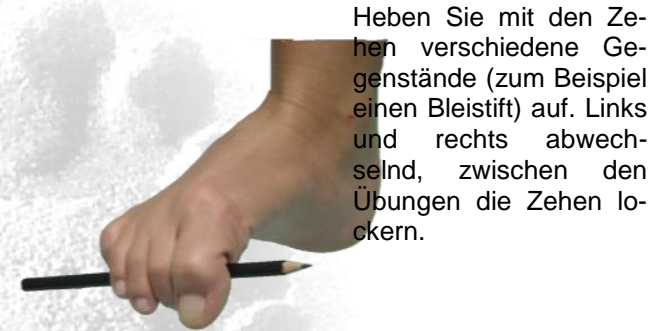 Heben Sie mit den Ze-
hen verschiedene Ge-
genstände (zum Beispiel
einen Bleistift) auf. Links
und rechts abwech-
selnd, zwischen den
Übungen die Zehen lo-
ckern.